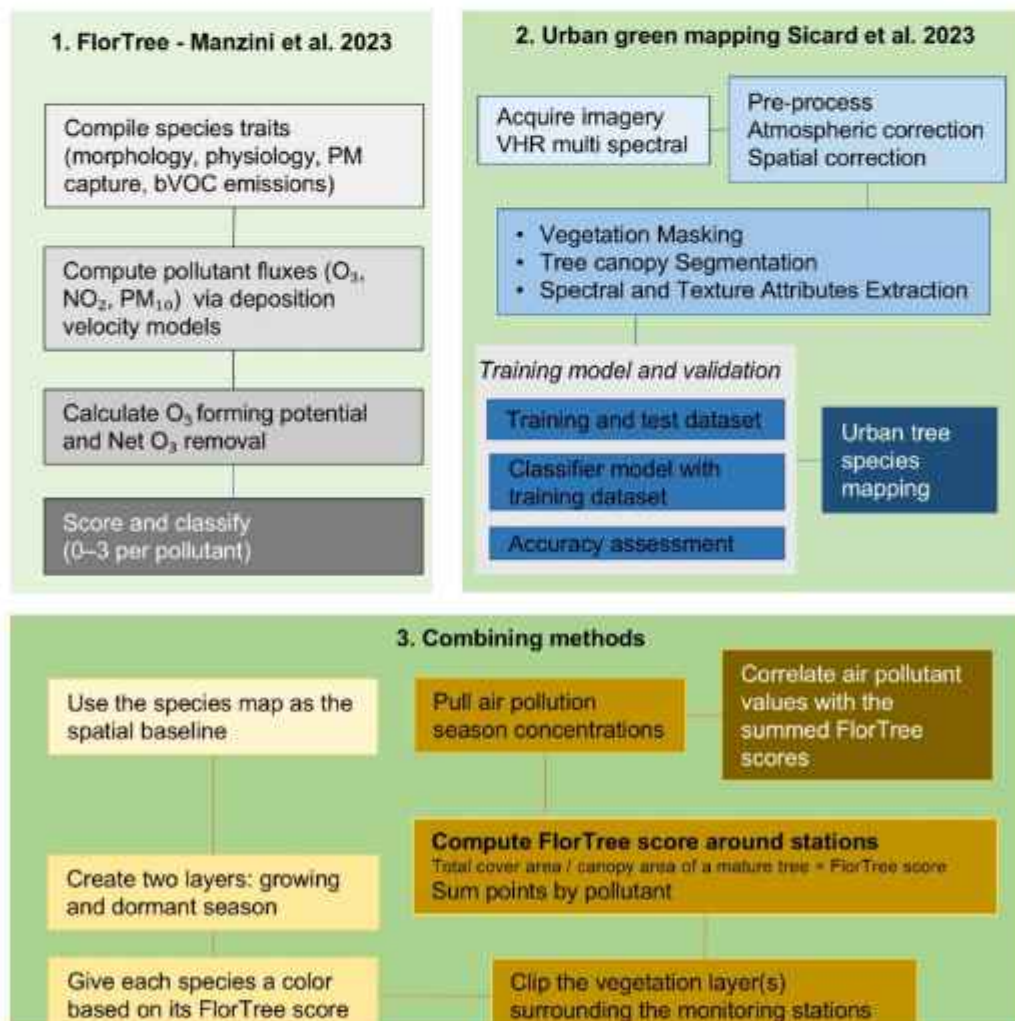 1. FlorTree - Manzini et al. 2023
Compile species traits
(morphology, physiology, PM
capture, bVOC emissions)
Compute pollutant fluxes (O₃,
NO₂, PM₁₀) via deposition
velocity models
Calculate O₃ forming potential
and Net O₃ removal
Score and classify
(0–3 per pollutant)
2. Urban green mapping Sicard et al. 2023
Acquire imagery
VHR multi spectral
Pre-process
Atmospheric correction
Spatial correction
• Vegetation Masking
• Tree canopy Segmentation
• Spectral and Texture Attributes Extraction
Training model and validation
Training and test dataset
Classifier model with
training dataset
Accuracy assessment
Urban tree
species
mapping
3. Combining methods
Use the species map as the
spatial baseline
Create two layers: growing
and dormant season
Give each species a color
based on its FlorTree score
Clip the vegetation layer(s)
surrounding the monitoring stations
Compute FlorTree score around stations
Total cover area / canopy area of a mature tree = FlorTree score
Sum points by pollutant
Pull air pollution
season concentrations
Correlate air pollutant
values with the
summed FlorTree
scores